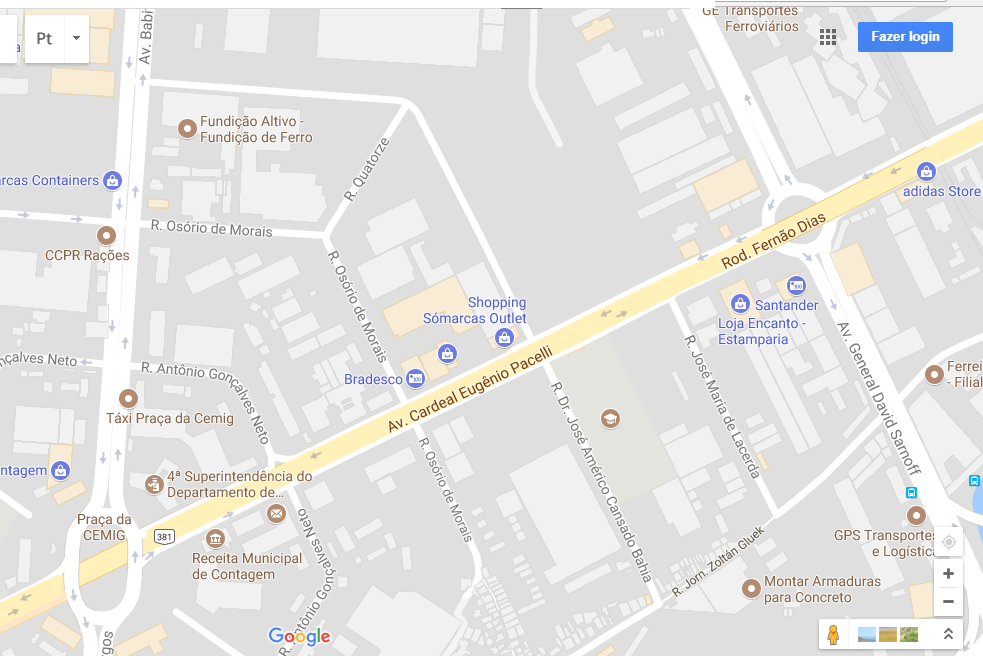 GE Transportes
Ferroviários
Pt
Fazer login
Av. Babi
Fundição Altivo -
Fundição de Ferro
R. Quatorze
arcas Containers
adidas Store
R. Osório de Morais
CCPR Rações
Rod. Fernão Dias
R. Osório de Morais
Shopping
Sómarcas Outlet
Santander
Loja Encanto -
Estamparia
Av. General David Sarnoff
R. José Maria de Lacerda
çalves Neto
R. Antônio Gonçalves Neto
Bradesco
Av. Cardeal Eugênio Pacelli
Ferrei
- Filial
Táxi Praça da Cemig
R. Dr. José Américo Cansado Bahia
R. Osório de Morais
ntagem
4ª Superintendência do
Departamento de...
Praça da
CEMIG
381
Receita Municipal
de Contagem
R. Antônio Gonçalves Neto
GPS Transportes
e Logística
R. Jorn. Zoltán Gluek
Montar Armaduras
para Concreto
Google
gos